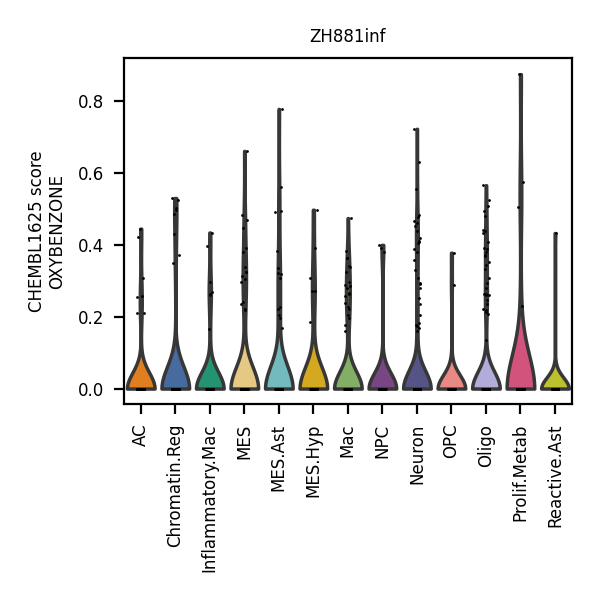 ZH881inf
CHEMBL1625 score
OXYBENZONE
0.8
0.6
0.4
0.2
0.0
AC
Chromatin.Reg
Inflammatory.Mac
MES
MES.Ast
MES.Hyp
Mac
NPC
Neuron
OPC
Oligo
Prolif.Metab
Reactive.Ast